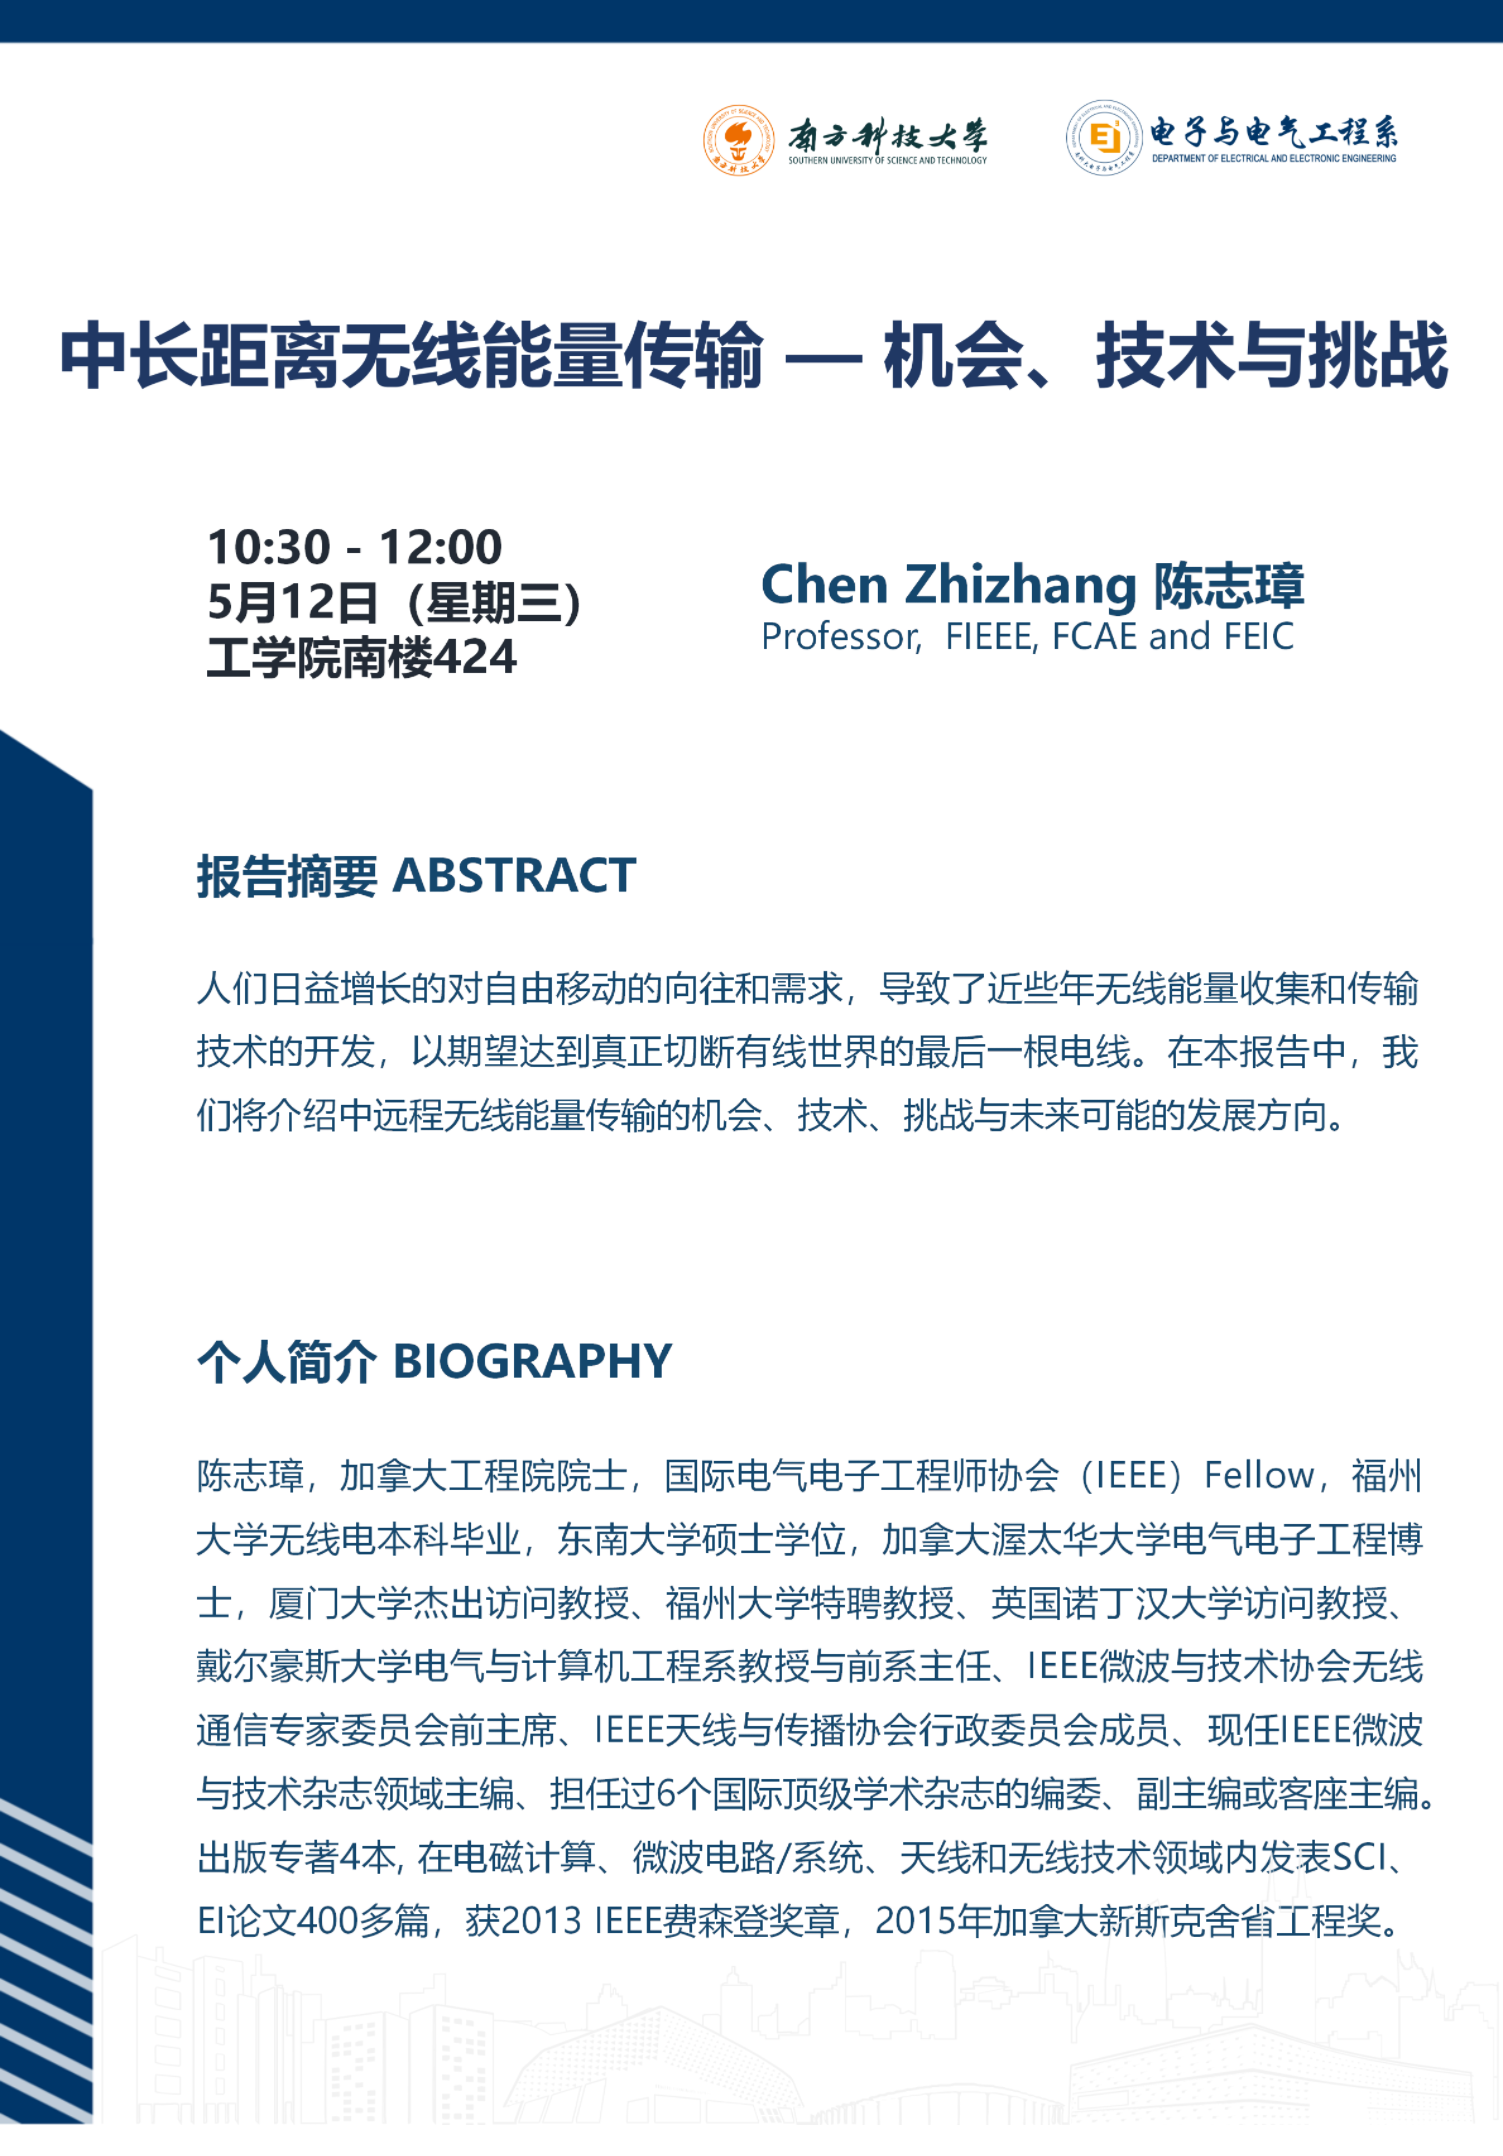 南方科技大学
SOUTHERN UNIVERSITY OF SCIENCE AND TECHNOLOGY
电子与电气工程系
DEPARTMENT OF ELECTRICAL AND ELECTRONIC ENGINEERING
中长距离无线能量传输 — 机会、技术与挑战
10:30 - 12:00
5月12日（星期三）
工学院南楼424
Chen Zhizhang 陈志璋
Professor, FIEEE, FCAE and FEIC
报告摘要 ABSTRACT
人们日益增长的对自由移动的向往和需求，导致了近些年无线能量收集和传输
技术的开发，以期望达到真正切断有线世界的最后一根电线。在本报告中，我
们将介绍中远程无线能量传输的机会、技术、挑战与未来可能的发展方向。
个人简介 BIOGRAPHY
陈志璋，加拿大工程院院士，国际电气电子工程师协会（IEEE）Fellow，福州
大学无线电本科毕业，东南大学硕士学位，加拿大渥太华大学电气电子工程博
士，厦门大学杰出访问教授、福州大学特聘教授、英国诺丁汉大学访问教授、
戴尔豪斯大学电气与计算机工程系教授与前系主任、IEEE微波与技术协会无线
通信专家委员会前主席、IEEE天线与传播协会行政委员会成员、现任IEEE微波
与技术杂志领域主编、担任过6个国际顶级学术杂志的编委、副主编或客座主编。
出版专著4本, 在电磁计算、微波电路/系统、天线和无线技术领域内发表SCI、
EI论文400多篇，获2013 IEEE费森登奖章，2015年加拿大新斯克舍省工程奖。